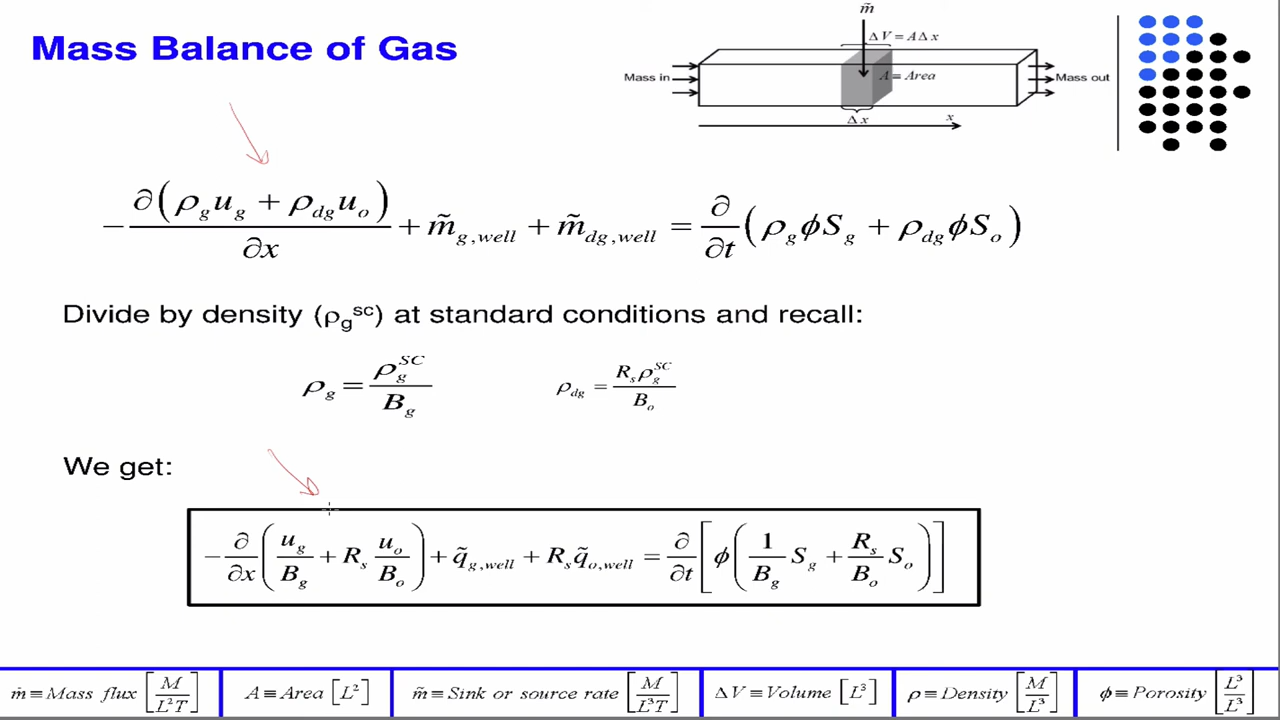 Mass Balance of Gas
m̃
ΔV = AΔx
Mass in
A ≡ Area
Mass out
Δx
x
−∂(ρ_g u_g + ρ_dg u_o)/∂x + m̃_g,well + m̃_dg,well = ∂/∂t (ρ_g ϕS_g + ρ_dg ϕS_o)
Divide by density (ρ_g^sc) at standard conditions and recall:
ρ_g = ρ_g^SC / B_g
ρ_dg = R_s ρ_g^SC / B_o
We get:
−∂/∂x (u_g/B_g + R_s u_o/B_o) + q̃_g,well + R_s q̃_o,well = ∂/∂t [ϕ(1/B_g S_g + R_s/B_o S_o)]
ṁ ≡ Mass flux [M/L²T]
A ≡ Area [L²]
m̃ ≡ Sink or source rate [M/L³T]
ΔV ≡ Volume [L³]
ρ ≡ Density [M/L³]
ϕ ≡ Porosity [L³/L³]